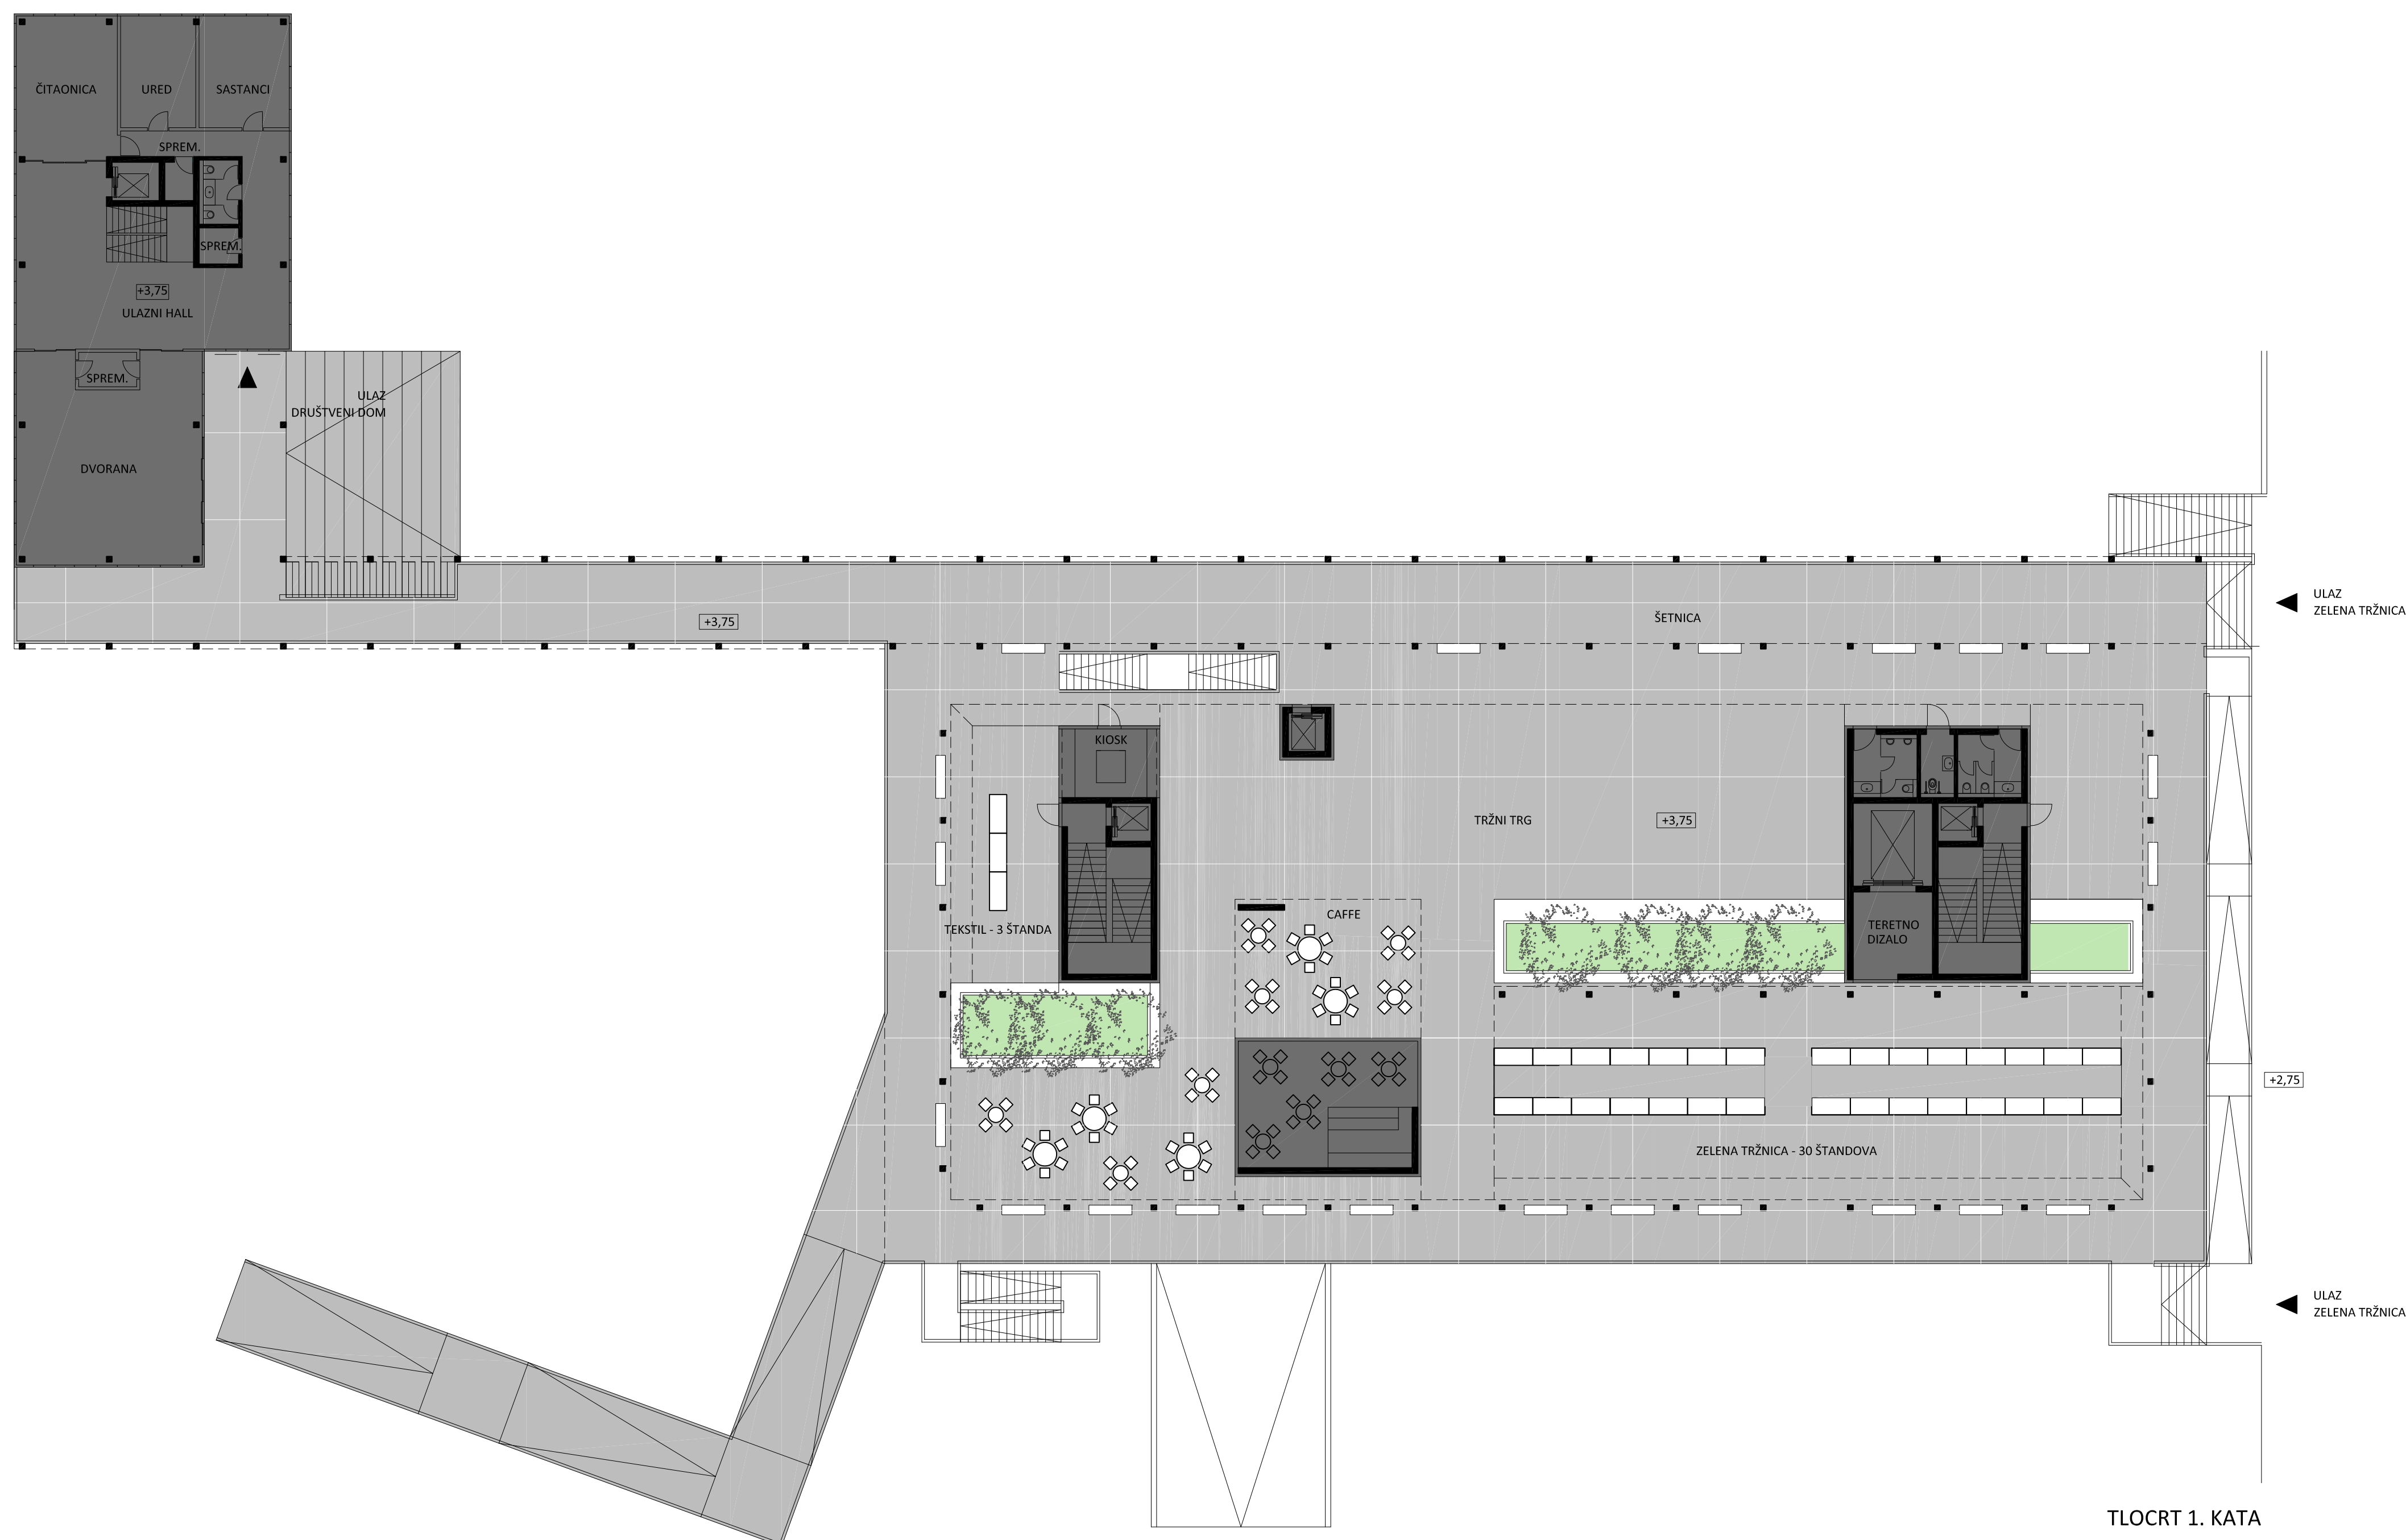 ČITAONICA
URED
SASTANCI
SPREM.
SPREM.
+3,75
ULAZNI HALL
SPREM.
ULAZ
DRUŠTVENI DOM
DVORANA
+3,75
ŠETNICA
ULAZ
ZELENA TRŽNICA
KIOSK
TRŽNI TRG
+3,75
TEKSTIL - 3 ŠTANDA
CAFFE
TERETNO
DIZALO
+2,75
ZELENA TRŽNICA - 30 ŠTANDOVA
ULAZ
ZELENA TRŽNICA
TLOCRT 1. KATA